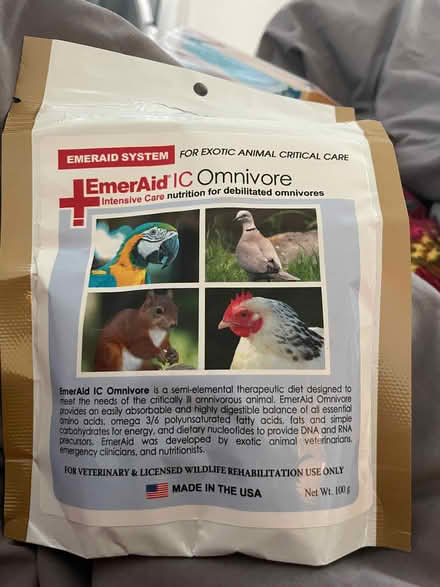 EMERAID SYSTEM FOR EXOTIC ANIMAL CRITICAL CARE
EmerAid IC Omnivore
Intensive Care nutrition for debilitated omnivores
EmerAid IC Omnivore is a semi-elemental therapeutic diet designed to
meet the needs of the critically ill omnivorous animal. EmerAid Omnivore
provides an easily absorbable and highly digestible balance of all essential
amino acids, omega 3/6 polyunsaturated fatty acids, fats and simple
carbohydrates for energy, and dietary nucleotides to provide DNA and RNA
precursors. EmerAid was developed by exotic animal veterinarians,
emergency clinicians, and nutritionists.
FOR VETERINARY & LICENSED WILDLIFE REHABILITATION USE ONLY
MADE IN THE USA Net Wt. 100 g